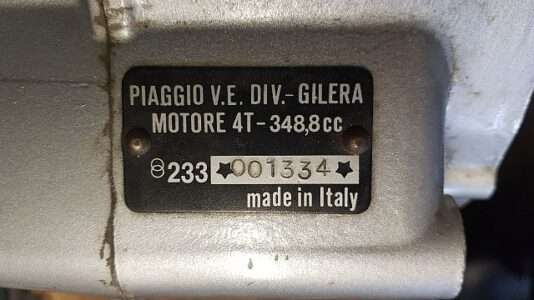 PIAGGIO V.E. DIV.-GILERA
MOTORE 4T-348,8cc
233 ★001334★
made in Italy